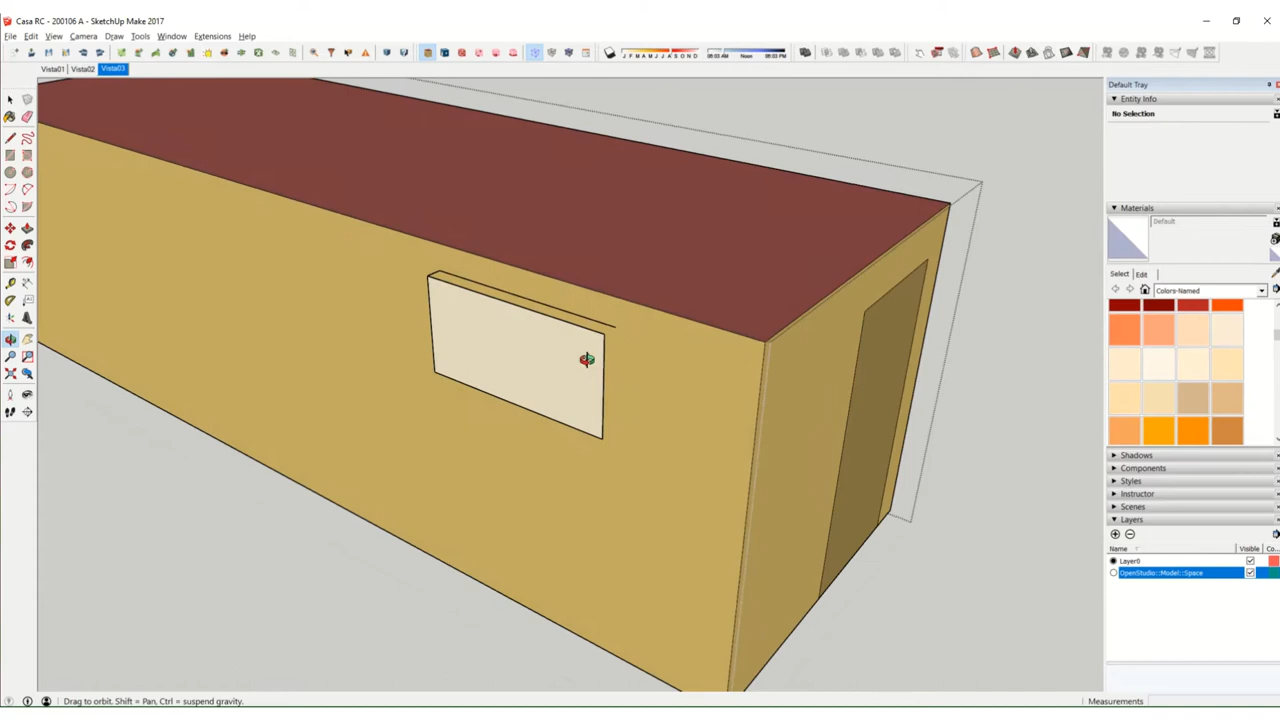 Casa RC - 200106 A - SketchUp Make 2017
File Edit View Camera Draw Tools Window Extensions Help
J F M A M J J A S O N D
Noon
Vista01 Vista02 Vista03
Default Tray
Entity Info
No Selection
Materials
Default
Select Edit
Colors-Named
Shadows
Components
Styles
Instructor
Scenes
Layers
Name Visible Co...
Layer0
OpenStudio::Model::Space
Drag to orbit. Shift = Pan, Ctrl = suspend gravity.
Measurements